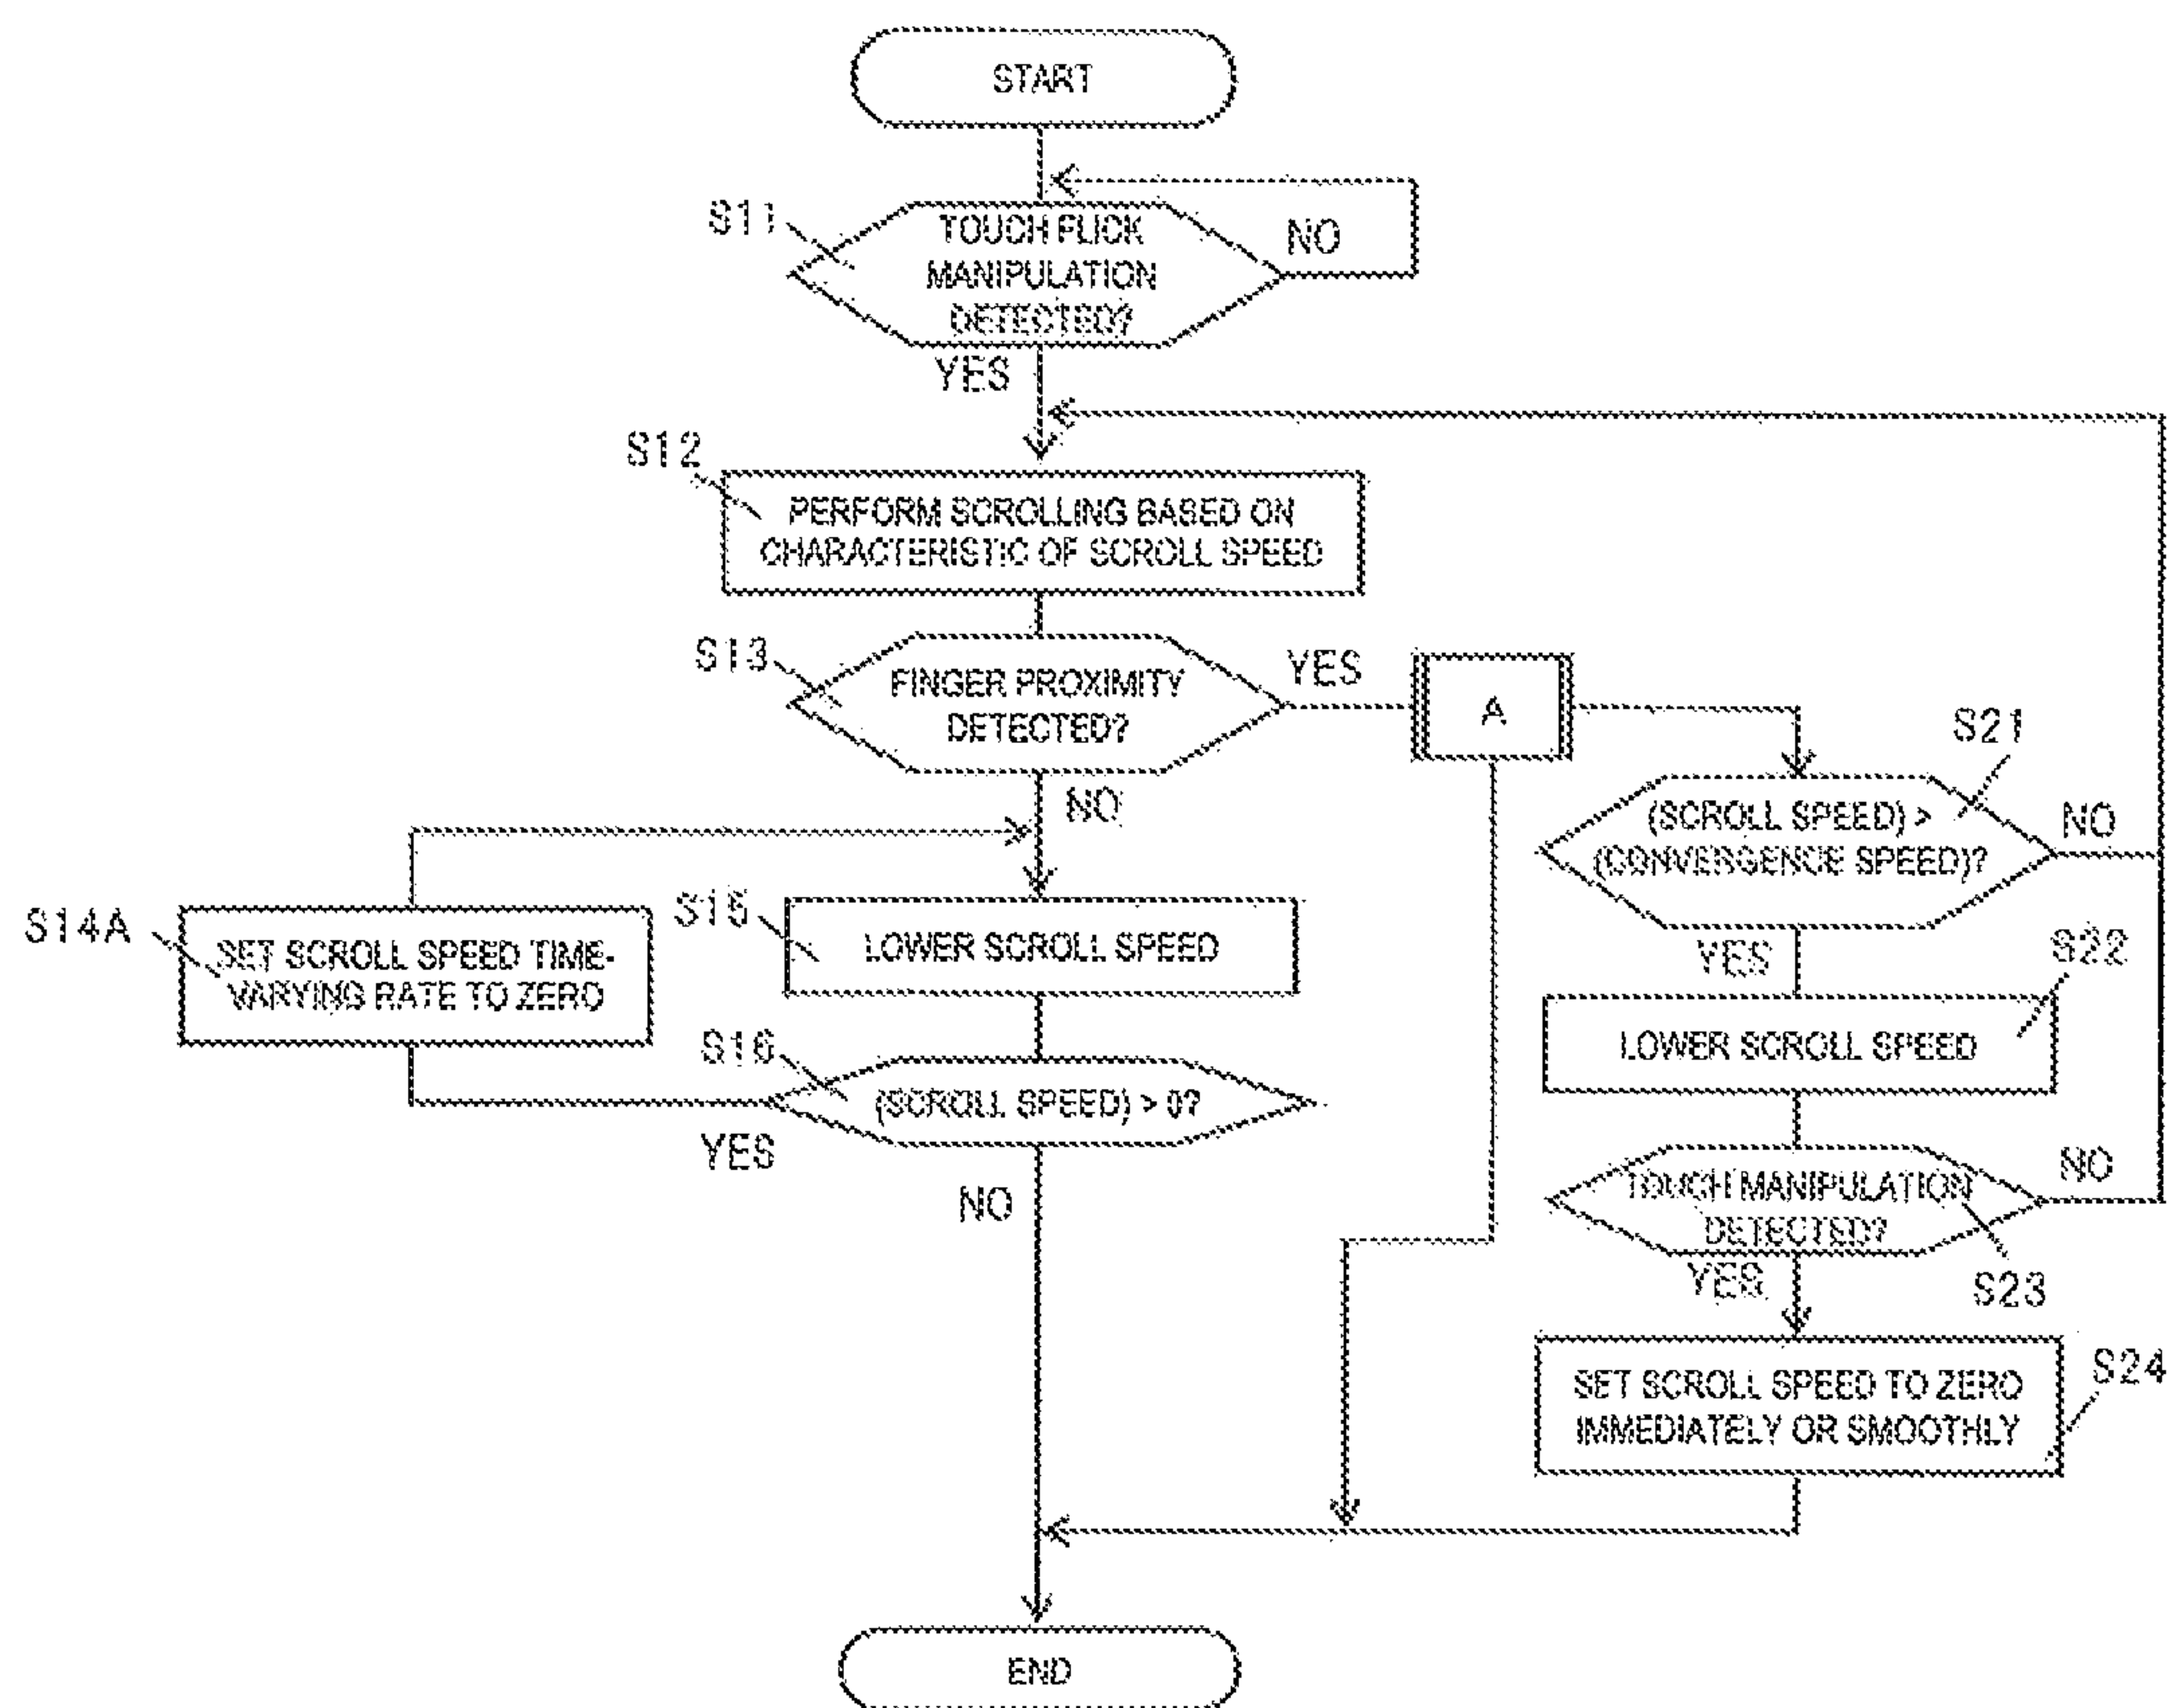 START
S11
TOUCH FLICK
MANIPULATION
DETECTED?
NO
YES
S12
PERFORM SCROLLING BASED ON
CHARACTERISTIC OF SCROLL SPEED
S13
FINGER PROXIMITY
DETECTED?
YES
A
NO
S21
(SCROLL SPEED) >
(CONVERGENCE SPEED)?
NO
YES
S14A
SET SCROLL SPEED TIME-
VARYING RATE TO ZERO
S15
LOWER SCROLL SPEED
S22
LOWER SCROLL SPEED
S16
(SCROLL SPEED) > 0?
YES
NO
TOUCH MANIPULATION
DETECTED?
NO
YES
S23
SET SCROLL SPEED TO ZERO
IMMEDIATELY OR SMOOTHLY
S24
END